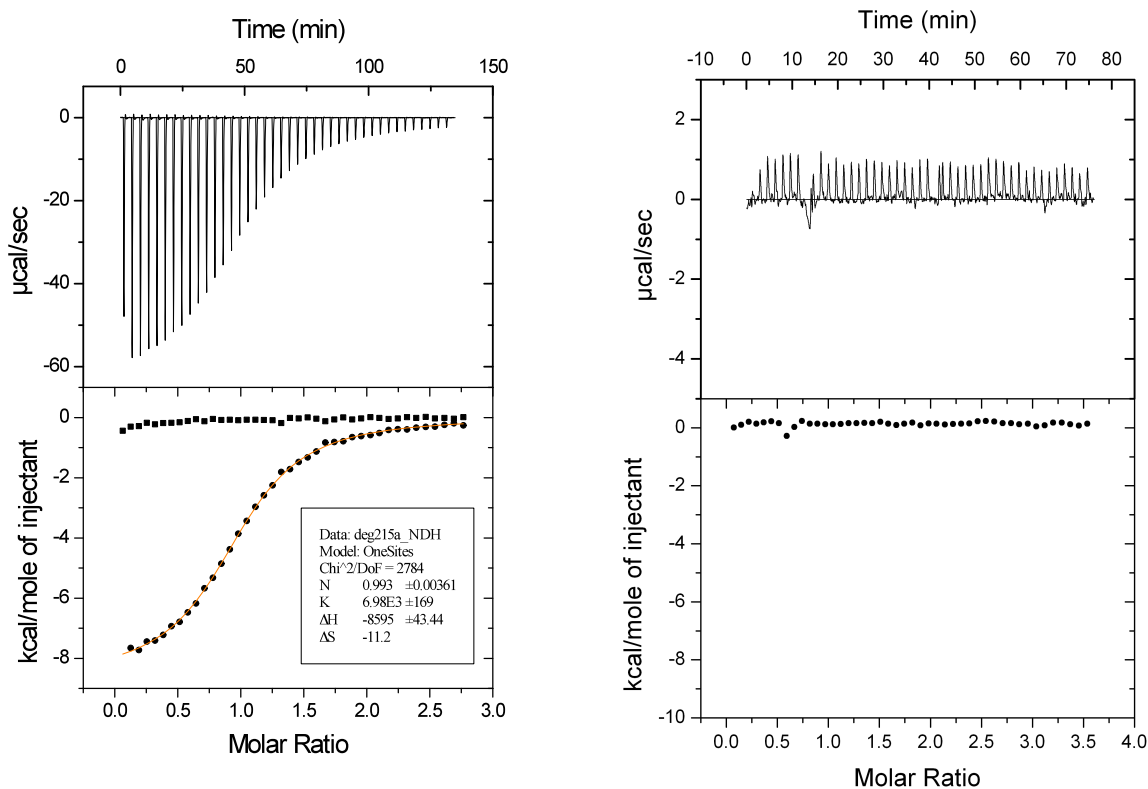 Time (min)
0 50 100 150
0
-20
-40
-60
µcal/sec
0
-2
-4
-6
-8
kcal/mole of injectant
Data: deg215a_NDH
Model: OneSites
Chi^2/DoF = 2784
N 0.993 ±0.00361
K 6.98E3 ±169
ΔH -8595 ±43.44
ΔS -11.2
0.0 0.5 1.0 1.5 2.0 2.5 3.0
Molar Ratio
Time (min)
-10 0 10 20 30 40 50 60 70 80
2
0
-2
-4
µcal/sec
0
-2
-4
-6
-8
-10
kcal/mole of injectant
0.0 0.5 1.0 1.5 2.0 2.5 3.0 3.5 4.0
Molar Ratio